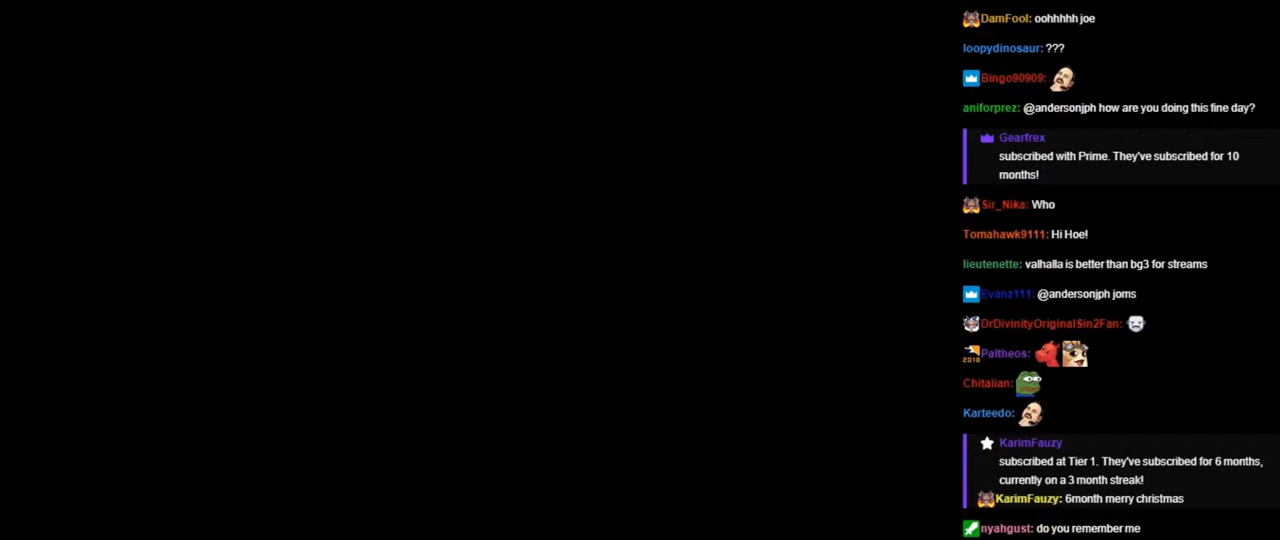 DamFool: oohhhhh joe
loopydinosaur: ???
Bingo90909:
aniforprez: @andersonjph how are you doing this fine day?
Gearfrex
subscribed with Prime. They've subscribed for 10
months!
Sir_Nika: Who
Tomahawk9111: Hi Hoe!
lieutenette: valhalla is better than bg3 for streams
Evanz111: @andersonjph joms
DrDivinityOriginalSin2Fan:
2018 Paltheos:
Chitalian:
Karteedo:
KarimFauzy
subscribed at Tier 1. They've subscribed for 6 months,
currently on a 3 month streak!
KarimFauzy: 6month merry christmas
nyahgust: do you remember me